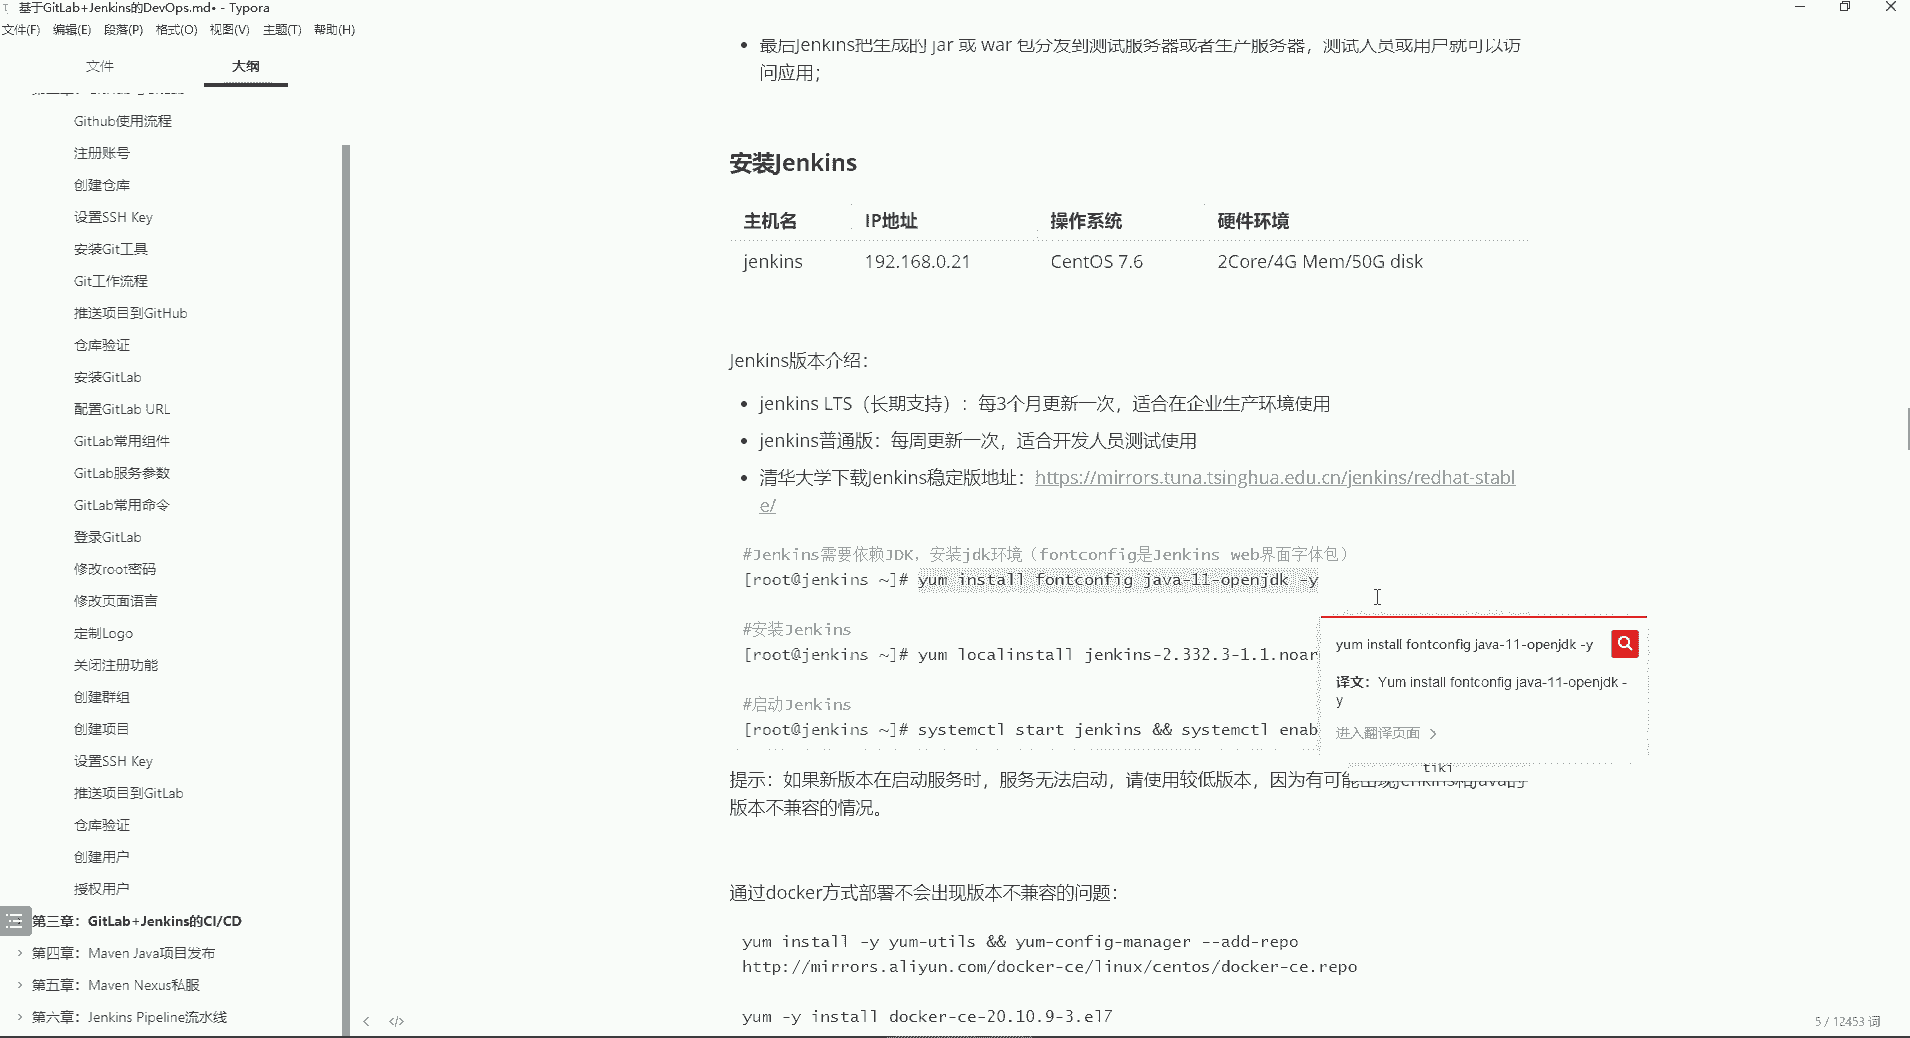 基于GitLab+Jenkins的DevOps.md• - Typora
文件(F) 编辑(E) 段落(P) 格式(O) 视图(V) 主题(T) 帮助(H)
文件 大纲
Github使用流程
注册账号
创建仓库
设置SSH Key
安装Git工具
Git工作流程
推送项目到GitHub
仓库验证
安装GitLab
配置GitLab URL
GitLab常用组件
GitLab服务参数
GitLab常用命令
登录GitLab
修改root密码
修改页面语言
定制Logo
关闭注册功能
创建群组
创建项目
设置SSH Key
推送项目到GitLab
仓库验证
创建用户
授权用户
第三章：GitLab+Jenkins的CI/CD
第四章：Maven Java项目发布
第五章：Maven Nexus私服
第六章：Jenkins Pipeline流水线
最后Jenkins把生成的 jar 或 war 包分发到测试服务器或者生产服务器，测试人员或用户就可以访
问应用；
安装Jenkins
主机名 IP地址 操作系统 硬件环境
jenkins 192.168.0.21 CentOS 7.6 2Core/4G Mem/50G disk
Jenkins版本介绍：
jenkins LTS（长期支持）：每3个月更新一次，适合在企业生产环境使用
jenkins普通版：每周更新一次，适合开发人员测试使用
清华大学下载Jenkins稳定版地址：https://mirrors.tuna.tsinghua.edu.cn/jenkins/redhat-stabl
e/
#Jenkins需要依赖JDK，安装jdk环境（fontconfig是Jenkins web界面字体包）
[root@jenkins ~]# yum install fontconfig java-11-openjdk -y
#安装Jenkins
[root@jenkins ~]# yum localinstall jenkins-2.332.3-1.1.noar
#启动Jenkins
[root@jenkins ~]# systemctl start jenkins && systemctl enab
yum install fontconfig java-11-openjdk -y
译文：Yum install fontconfig java-11-openjdk -
y
进入翻译页面 >
提示：如果新版本在启动服务时，服务无法启动，请使用较低版本，因为有可能出现Jenkins和java的
版本不兼容的情况。
通过docker方式部署不会出现版本不兼容的问题：
yum install -y yum-utils && yum-config-manager --add-repo
http://mirrors.aliyun.com/docker-ce/linux/centos/docker-ce.repo
yum -y install docker-ce-20.10.9-3.el7
5 / 12453 词